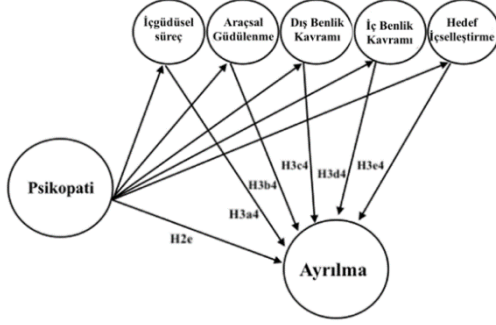 İçgüdüsel
süreç
Araçsal
Güdülenme
Dış Benlik
Kavramı
İç Benlik
Kavramı
Hedef
İçselleştirme
Psikopati
H3c4
H3d4
H3e4
H3b4
H3a4
H2e
Ayrılma